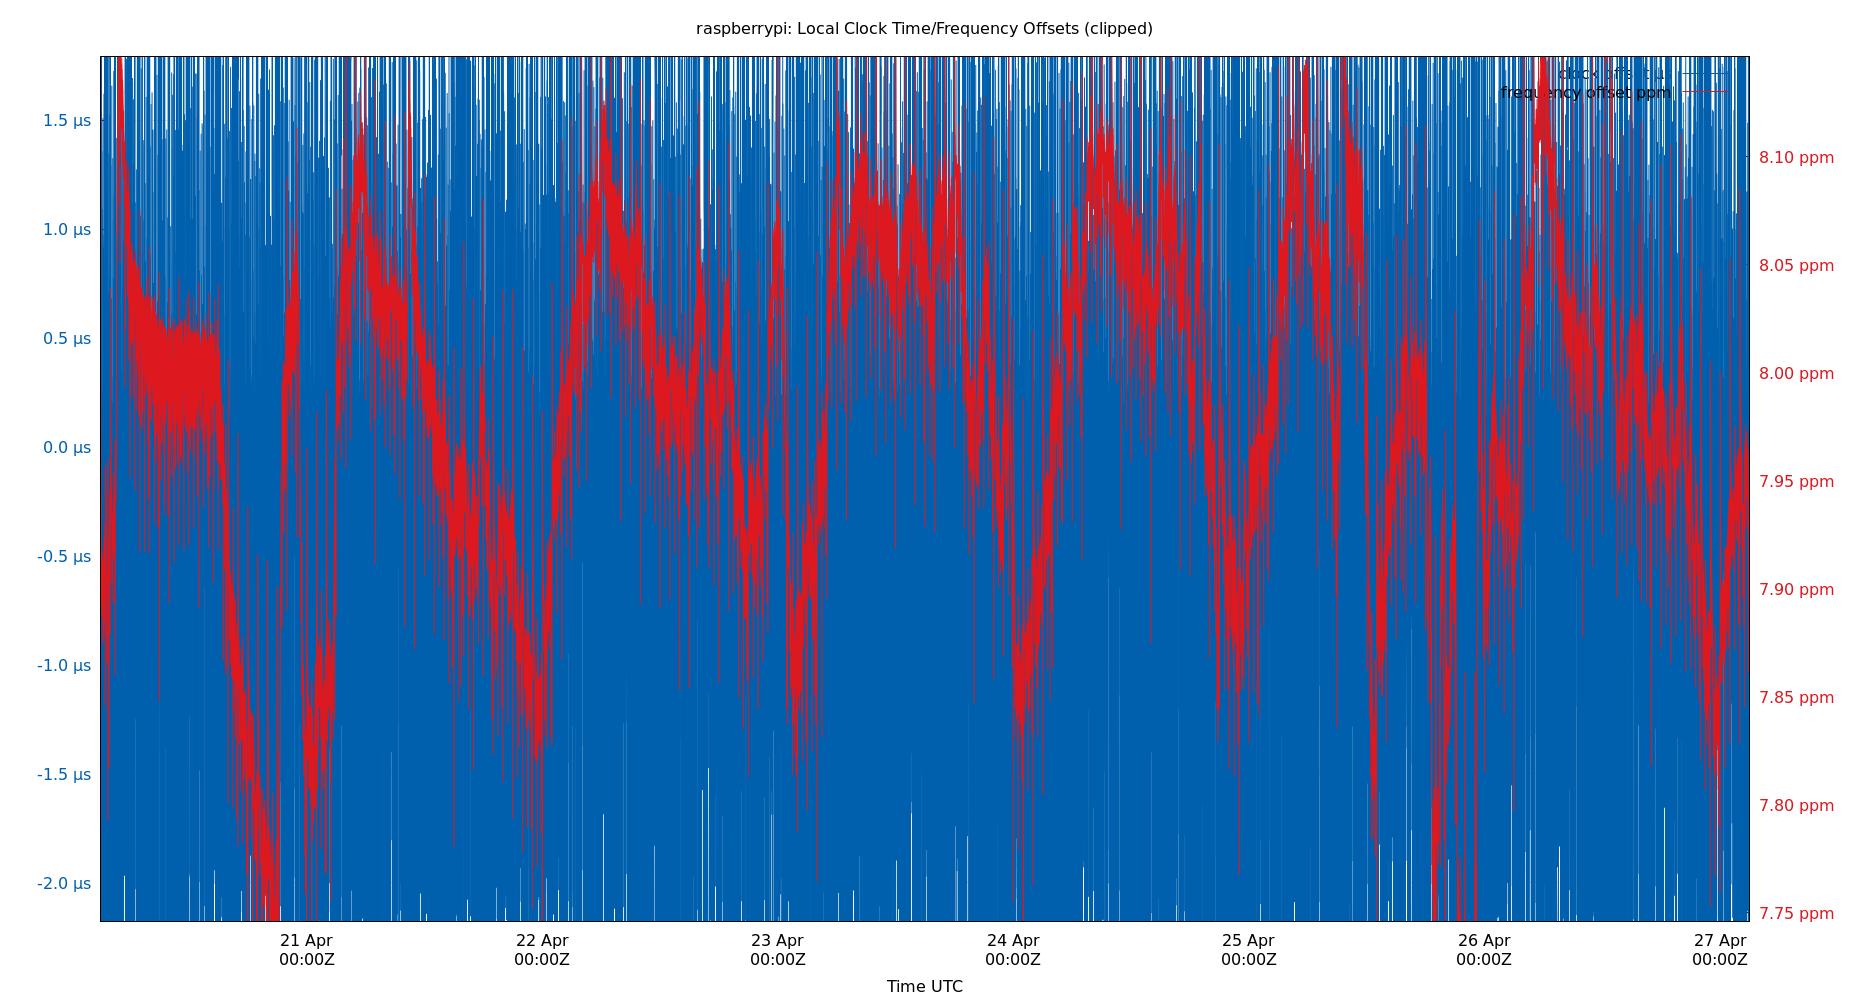 raspberrypi: Local Clock Time/Frequency Offsets (clipped)
clock offset
frequency offset ppm
1.5 µs
1.0 µs
0.5 µs
0.0 µs
-0.5 µs
-1.0 µs
-1.5 µs
-2.0 µs
8.10 ppm
8.05 ppm
8.00 ppm
7.95 ppm
7.90 ppm
7.85 ppm
7.80 ppm
7.75 ppm
21 Apr 22 Apr 23 Apr 24 Apr 25 Apr 26 Apr 27 Apr
00:00Z 00:00Z 00:00Z 00:00Z 00:00Z 00:00Z 00:00Z
Time UTC